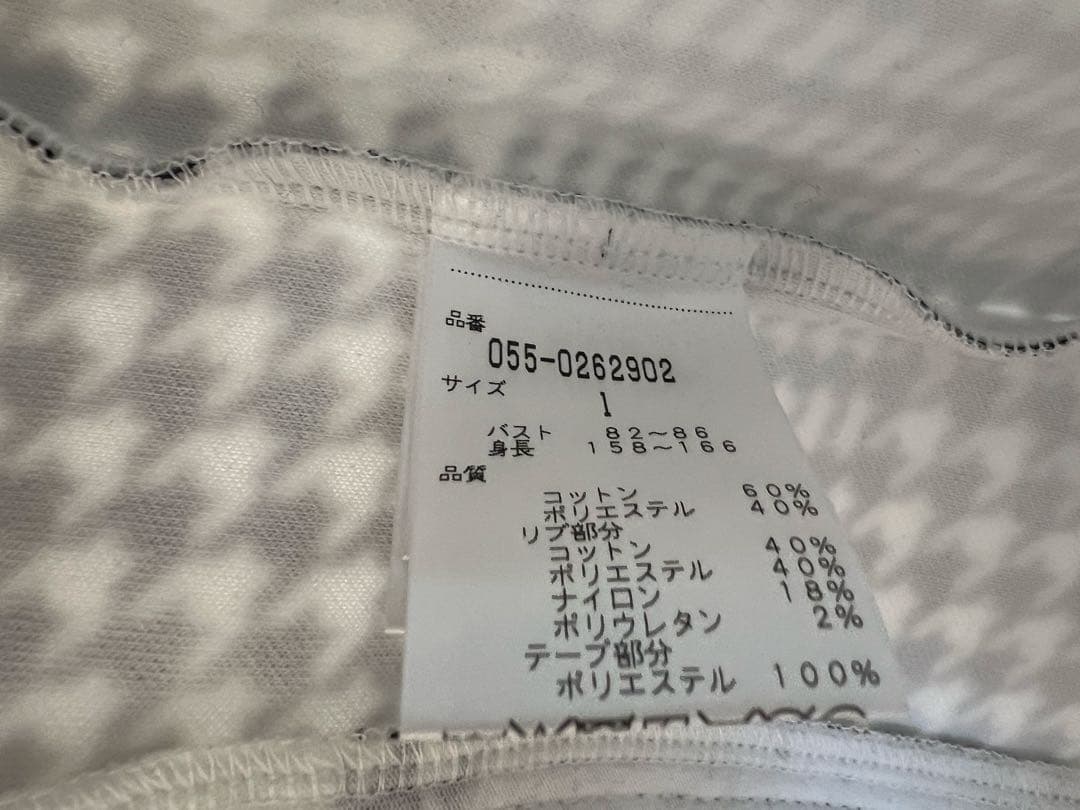 品番
055-0262902
サイズ
1
バスト 82～86
身長 158～166
品質
コットン 60%
ポリエステル 40%
リブ部分
コットン 40%
ポリエステル 40%
ナイロン 18%
ポリウレタン 2%
テープ部分
ポリエステル 100%